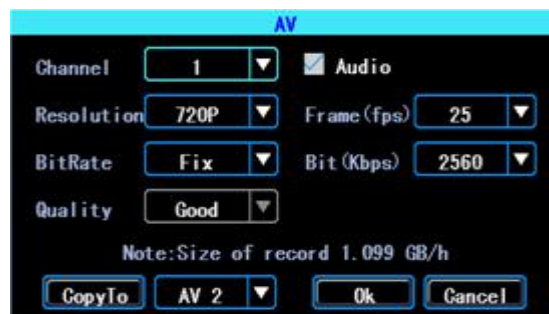 AV
Channel 1 Audio
Resolution 720P Frame(fps) 25
BitRate Fix Bit(Kbps) 2560
Quality Good
Note:Size of record 1.099 GB/h
CopyTo AV 2 Ok Cancel